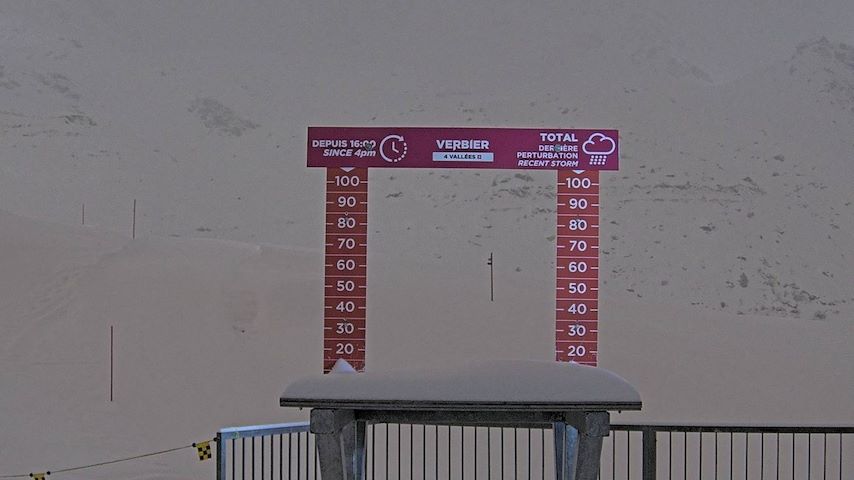 DEPUIS 16:00
SINCE 4pm
VERBIER
4 VALLÉES
TOTAL
DERNIÈRE
PERTURBATION
RECENT STORM
100
90
80
70
60
50
40
30
20
100
90
80
70
60
50
40
30
20